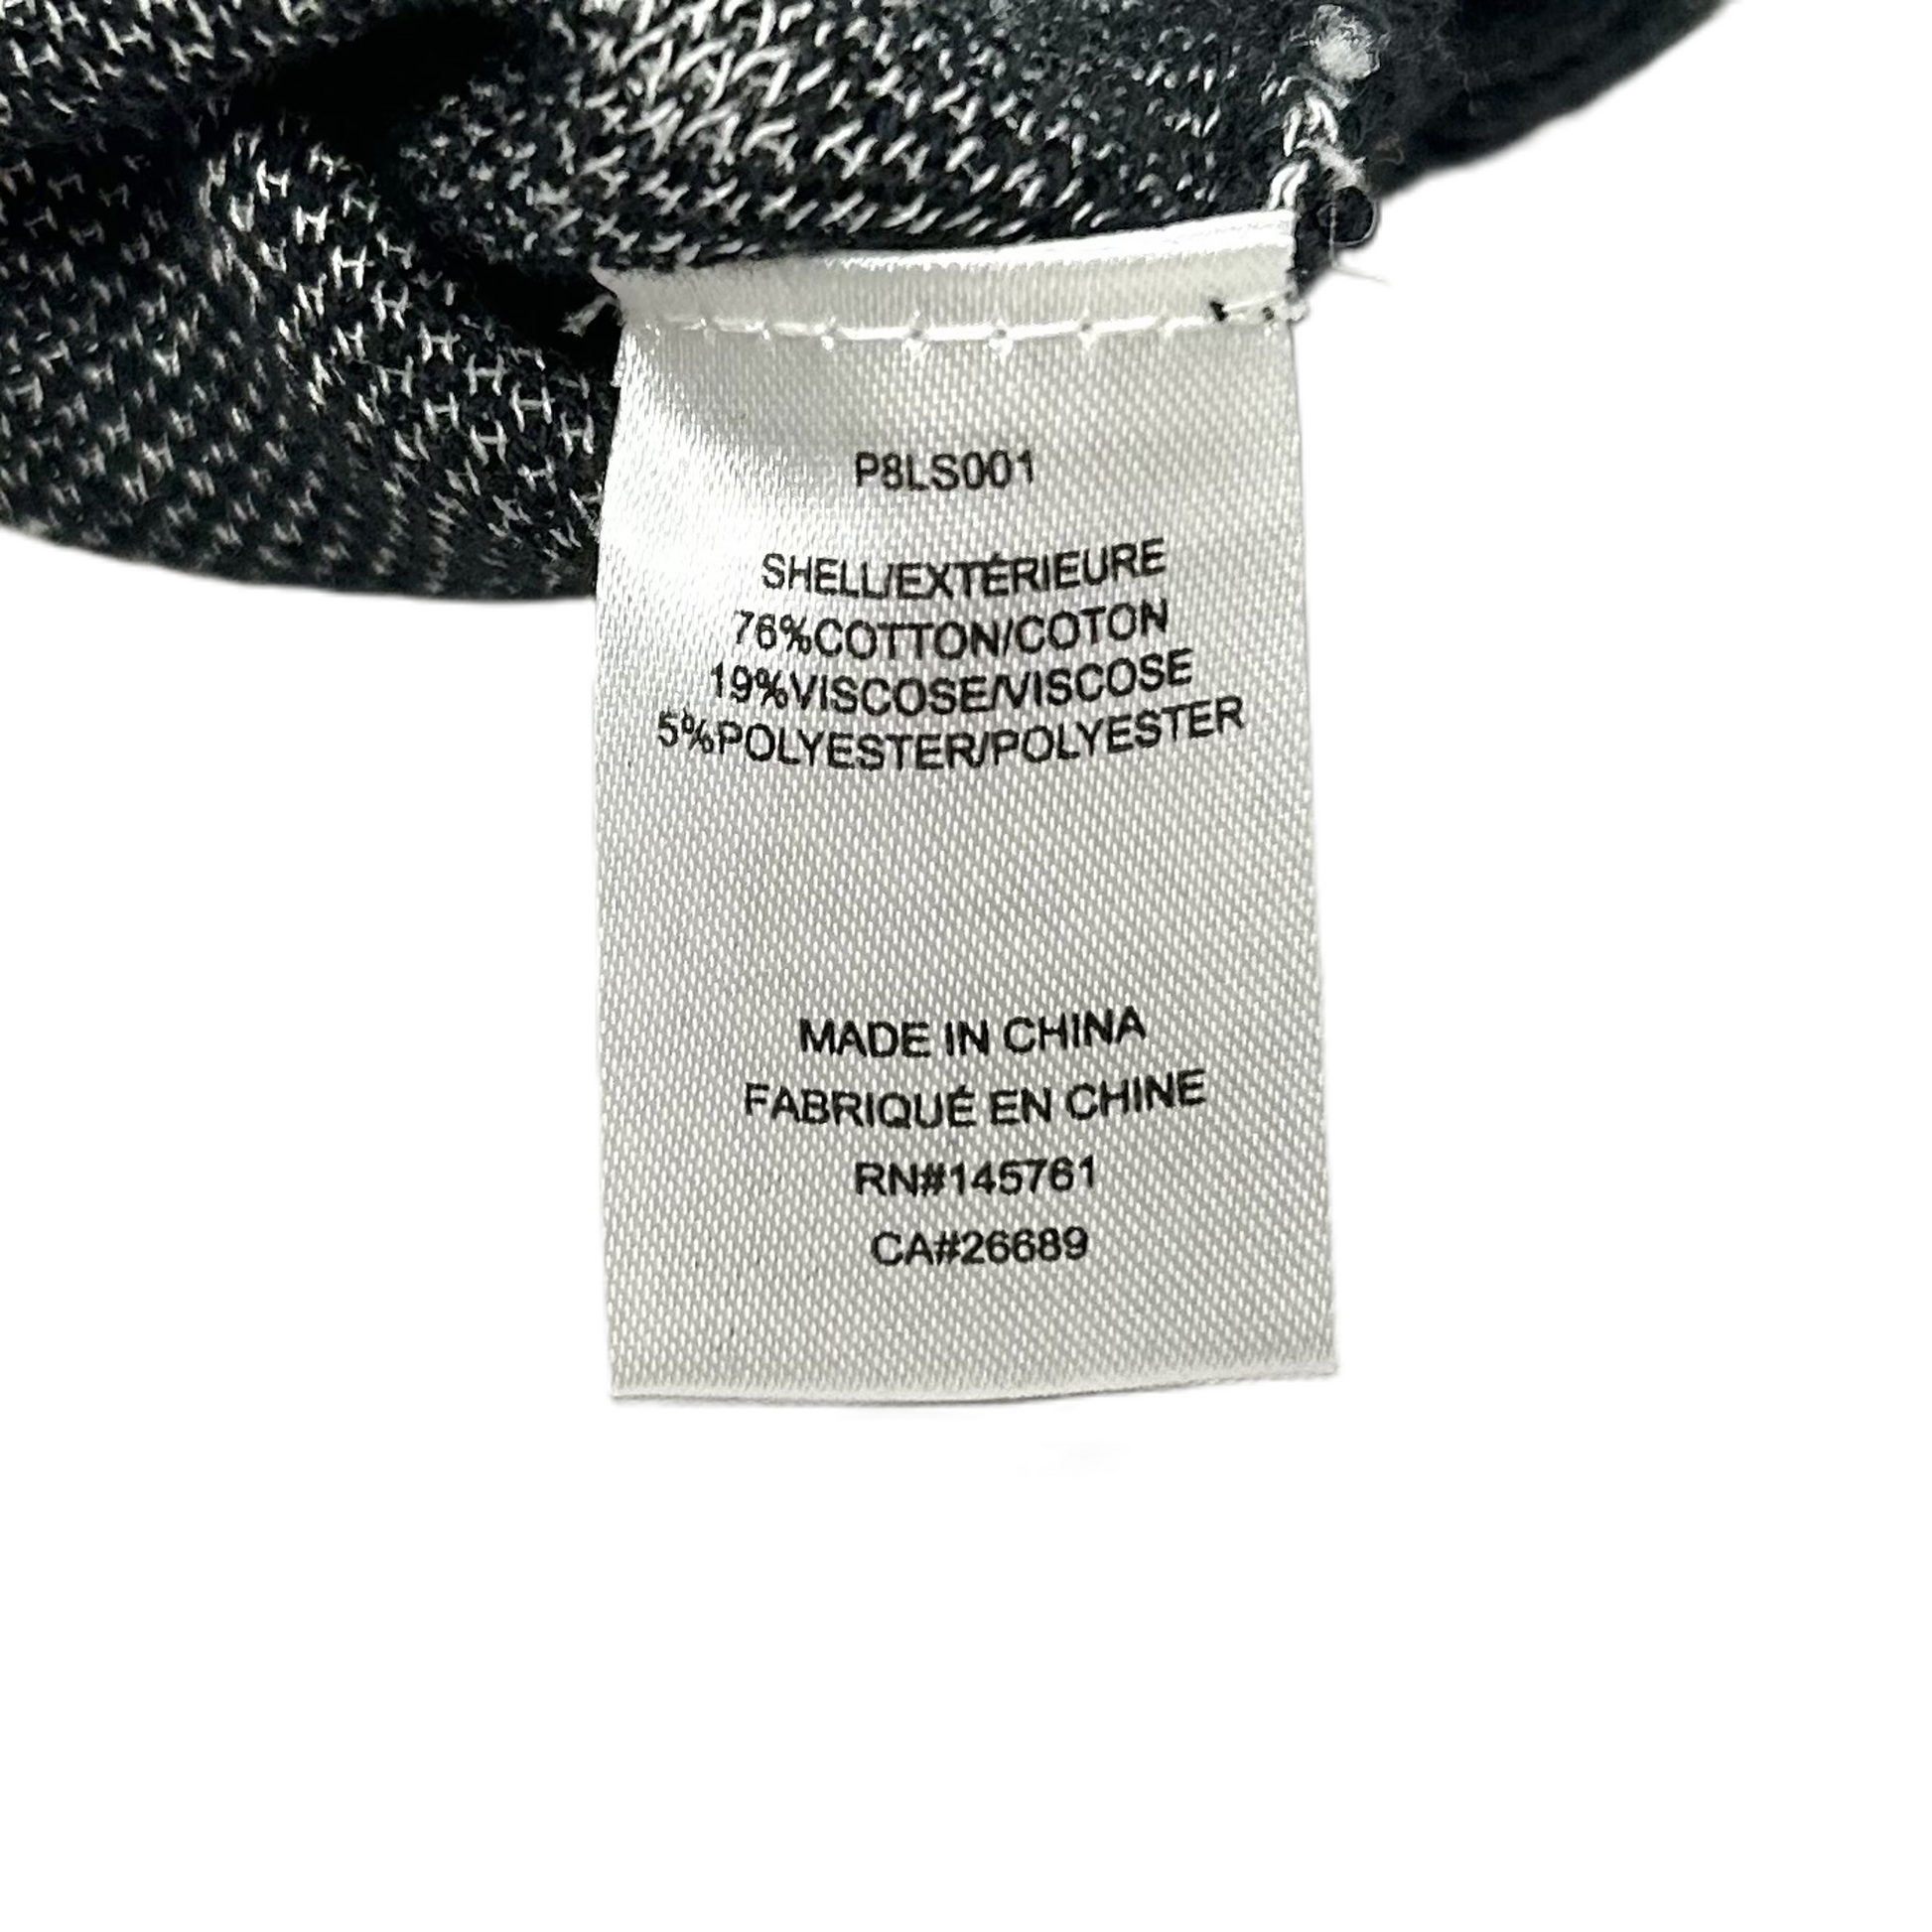 P8LS001
SHELL/EXTÉRIEURE
76%COTTON/COTON
19%VISCOSE/VISCOSE
5%POLYESTER/POLYESTER
MADE IN CHINA
FABRIQUÉ EN CHINE
RN#145761
CA#26689